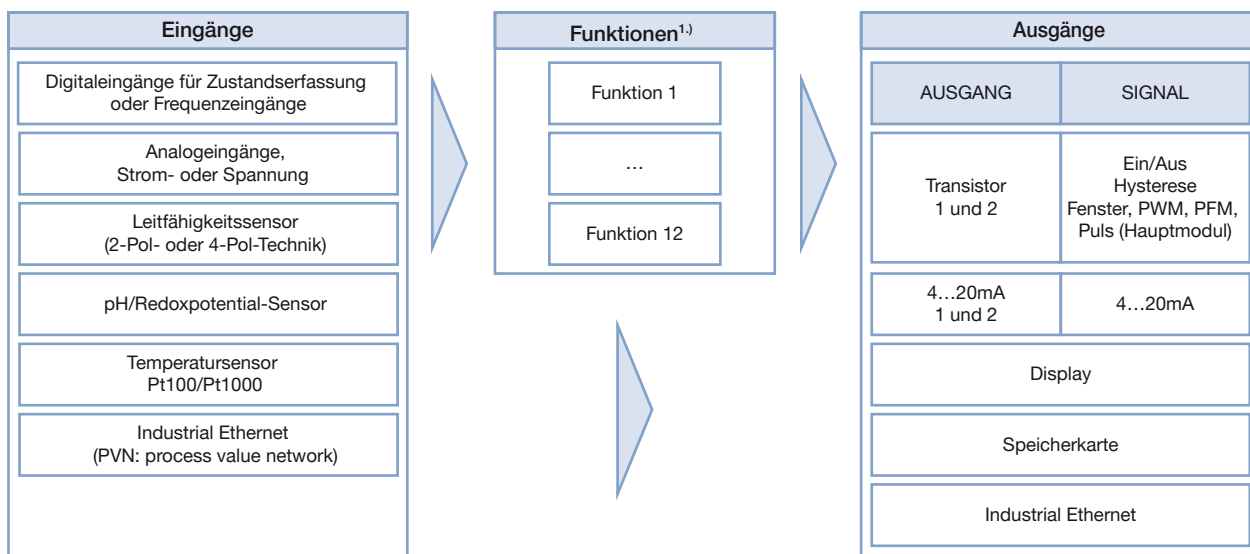 Eingänge
Digitaleingänge für Zustandserfassung
oder Frequenzeingänge
Analogeingänge,
Strom- oder Spannung
Leitfähigkeitssensor
(2-Pol- oder 4-Pol-Technik)
pH/Redoxpotential-Sensor
Temperatursensor
Pt100/Pt1000
Industrial Ethernet
(PVN: process value network)
Funktionen1.)
Funktion 1
…
Funktion 12
Ausgänge
AUSGANG
SIGNAL
Transistor
1 und 2
Ein/Aus
Hysterese
Fenster, PWM, PFM,
Puls (Hauptmodul)
4…20mA
1 und 2
4…20mA
Display
Speicherkarte
Industrial Ethernet